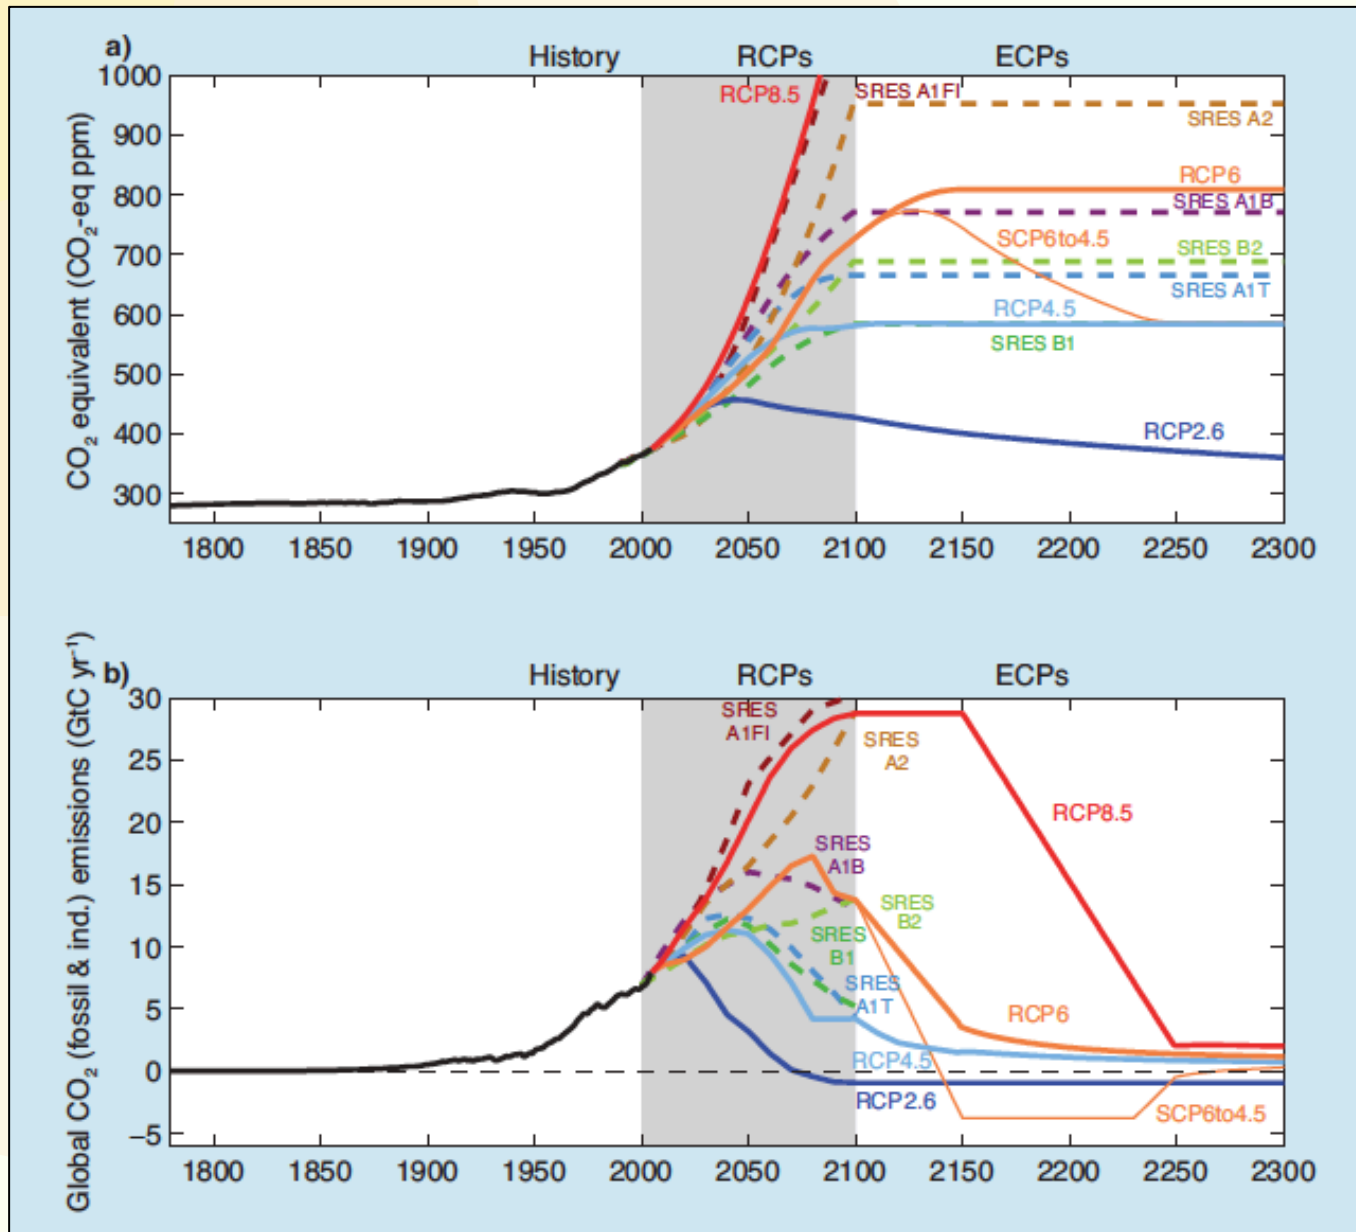 a)
History RCPs ECPs
CO₂ equivalent (CO₂-eq ppm)
1000
900
800
700
600
500
400
300
RCP8.5
SRES A1FI
SRES A2
RCP6
SRES A1B
SCP6to4.5
SRES B2
SRES A1T
RCP4.5
SRES B1
RCP2.6
1800 1850 1900 1950 2000 2050 2100 2150 2200 2250 2300
b)
History RCPs ECPs
Global CO₂ (fossil & ind.) emissions (GtC yr⁻¹)
30
25
20
15
10
5
0
−5
SRES
A1FI
SRES
A2
RCP8.5
SRES
A1B
SRES
B2
SRES
B1
SRES
A1T
RCP6
RCP4.5
RCP2.6
SCP6to4.5
1800 1850 1900 1950 2000 2050 2100 2150 2200 2250 2300